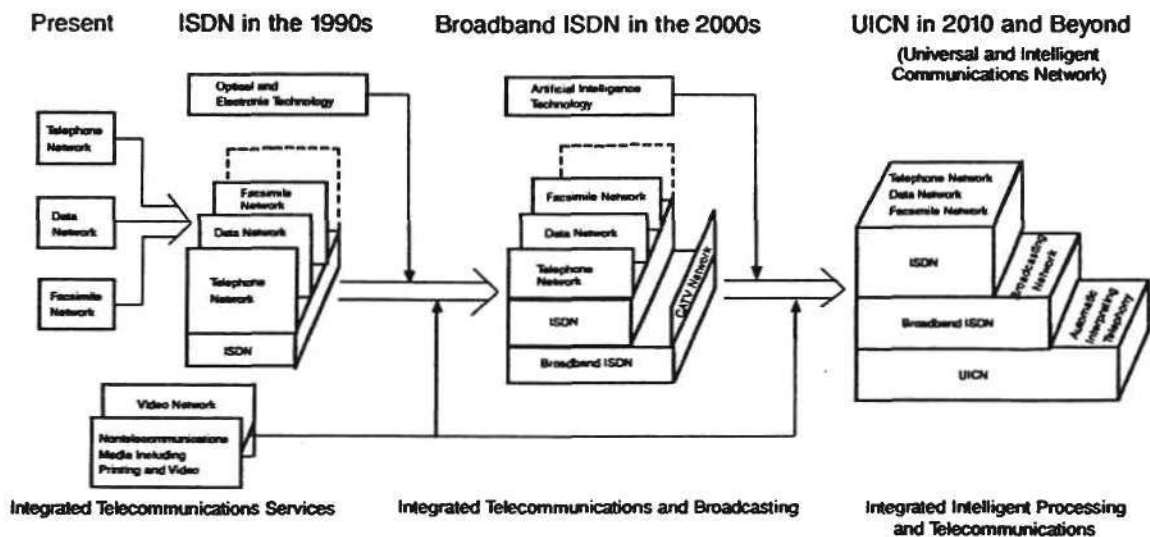 Present
ISDN in the 1990s
Broadband ISDN in the 2000s
UICN in 2010 and Beyond
(Universal and Intelligent
Communications Network)
Optical and
Electronic Technology
Artificial Intelligence
Technology
Telephone
Network
Data
Network
Facsimile
Network
Facsimile
Network
Data Network
Telephone
Network
ISDN
Facsimile Network
Data Network
Telephone
Network
ISDN
Broadband ISDN
CATV Network
Telephone Network
Data Network
Facsimile Network
ISDN
Broadcasting
Network
Broadband ISDN
Automatic
Interpreting
Telephony
UICN
Video Network
Nontelecommunications
Media Including
Printing and Video
Integrated Telecommunications Services
Integrated Telecommunications and Broadcasting
Integrated Intelligent Processing
and Telecommunications